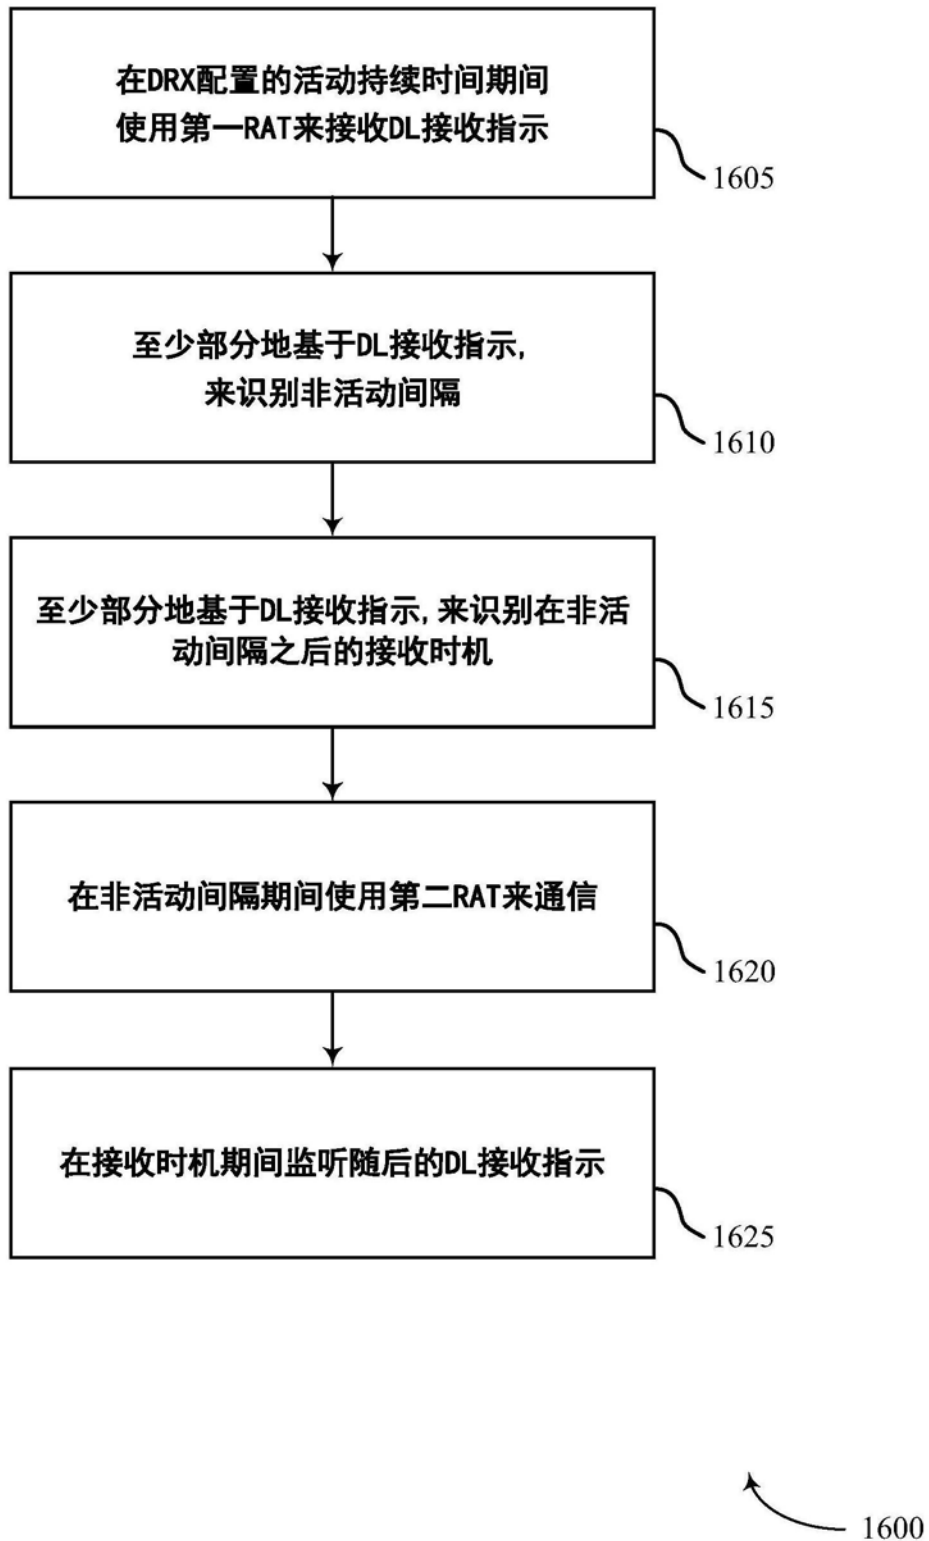 在DRX配置的活动持续时间期间
使用第一RAT来接收DL接收指示
1605
至少部分地基于DL接收指示,
来识别非活动间隔
1610
至少部分地基于DL接收指示,来识别在非活
动间隔之后的接收时机
1615
在非活动间隔期间使用第二RAT来通信
1620
在接收时机期间监听随后的DL接收指示
1625
1600